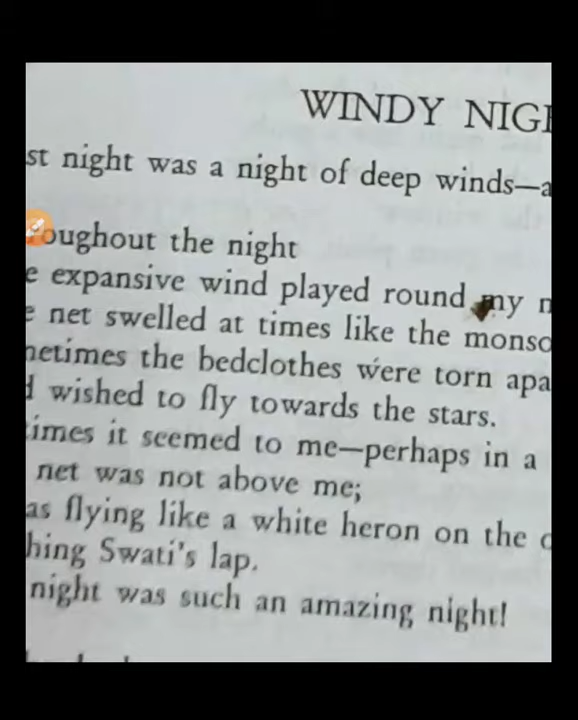 WINDY NIG
st night was a night of deep winds—a
oughout the night
e expansive wind played round my n
e net swelled at times like the monso
etimes the bedclothes were torn apa
wished to fly towards the stars.
imes it seemed to me—perhaps in a
net was not above me;
as flying like a white heron on the
hing Swati's lap.
night was such an amazing night!